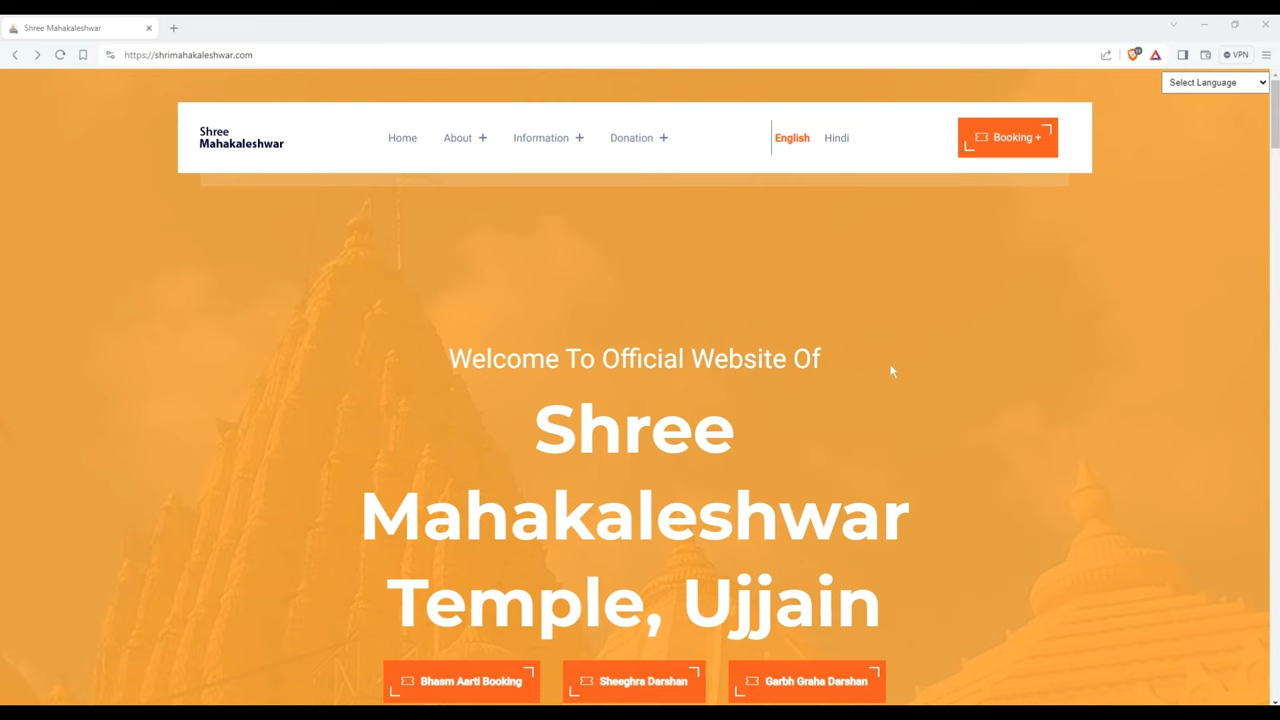 Shree Mahakaleshwar
https://shrimahakaleshwar.com
VPN
Select Language
Shree
Mahakaleshwar
Home
About +
Information +
Donation +
English
Hindi
Booking +
Welcome To Official Website Of
Shree
Mahakaleshwar
Temple, Ujjain
Bhasm Aarti Booking
Sheeghra Darshan
Garbh Graha Darshan